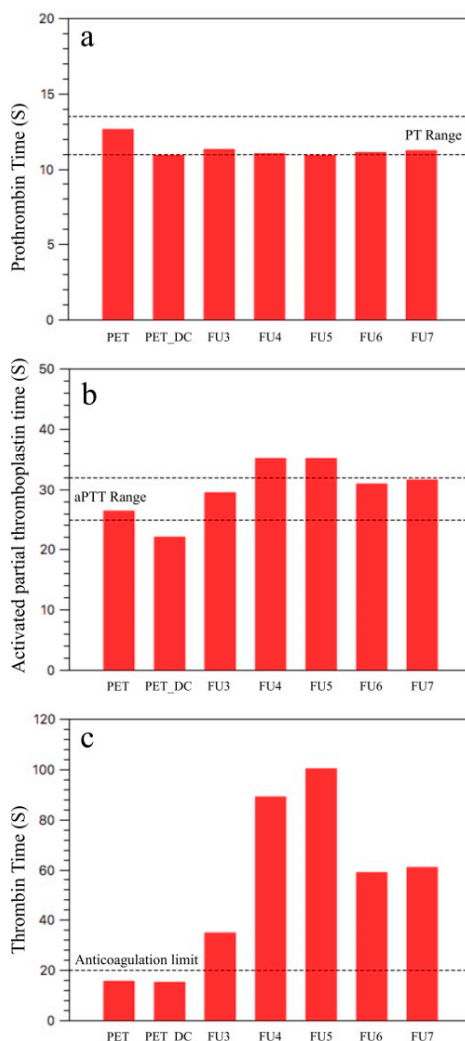 a
20
15
10
5
0
Prothrombin Time (S)
PT Range
PET PET_DC FU3 FU4 FU5 FU6 FU7
b
50
40
30
20
10
0
Activated partial thromboplastin time (S)
aPTT Range
PET PET_DC FU3 FU4 FU5 FU6 FU7
c
120
100
80
60
40
20
0
Thrombin Time (S)
Anticoagulation limit
PET PET_DC FU3 FU4 FU5 FU6 FU7